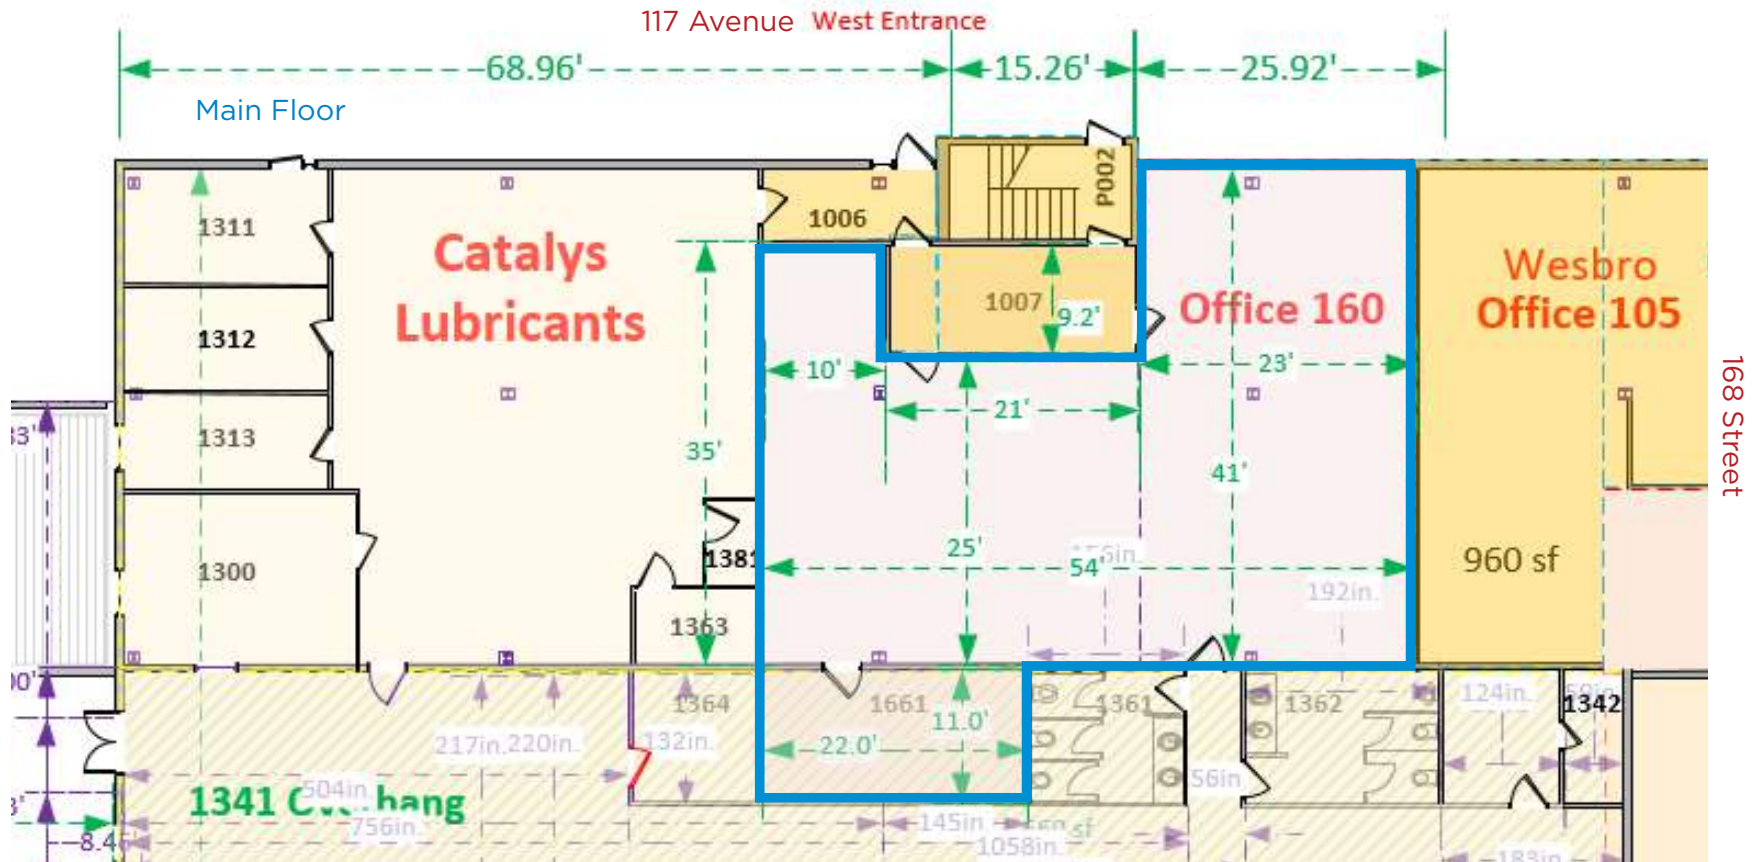 117 Avenue West Entrance
68.96'
15.26'
25.92'
Main Floor
P002
1311
1006
Catalys
Lubricants
Wesbro
Office 105
Office 160
1007
9.2'
1312
10'
23'
21'
168 Street
1313
35'
41'
25'
54'
960 sf
1381
1300
192in.
1363
1364
1661
11.0'
1361
1362
124in.
1342
217in.
220in.
132in.
22.0'
56in
504in.
1341
hang
756in.
145in.
1058in.
183in